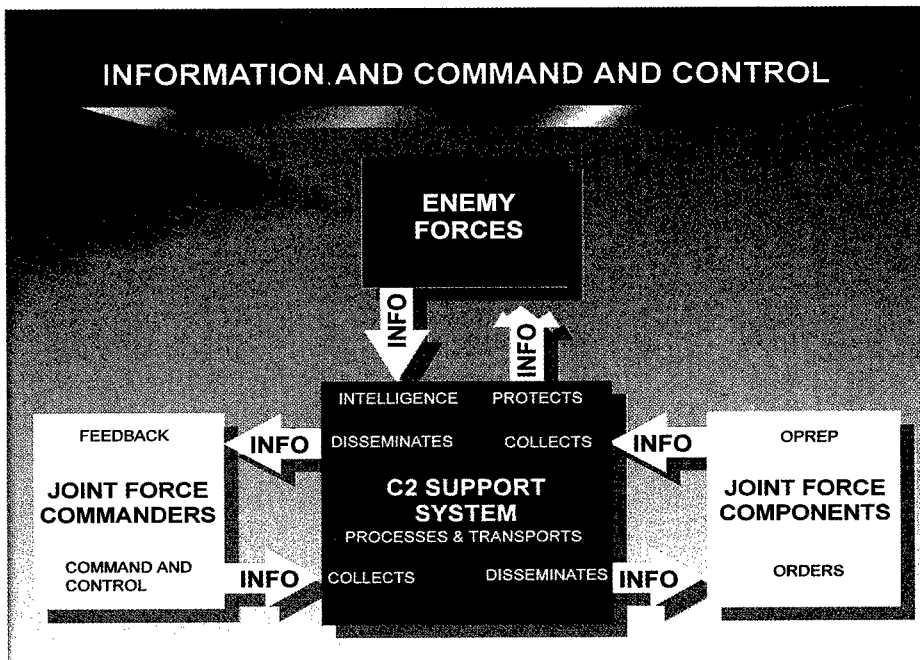 INFORMATION AND COMMAND AND CONTROL
ENEMY
FORCES
INFO
INFO
INTELLIGENCE PROTECTS
FEEDBACK
INFO
DISSEMINATES COLLECTS
INFO
OPREP
JOINT FORCE
COMMANDERS
C2 SUPPORT
SYSTEM
JOINT FORCE
COMPONENTS
PROCESSES & TRANSPORTS
COMMAND AND
CONTROL
INFO
COLLECTS DISSEMINATES
INFO
ORDERS